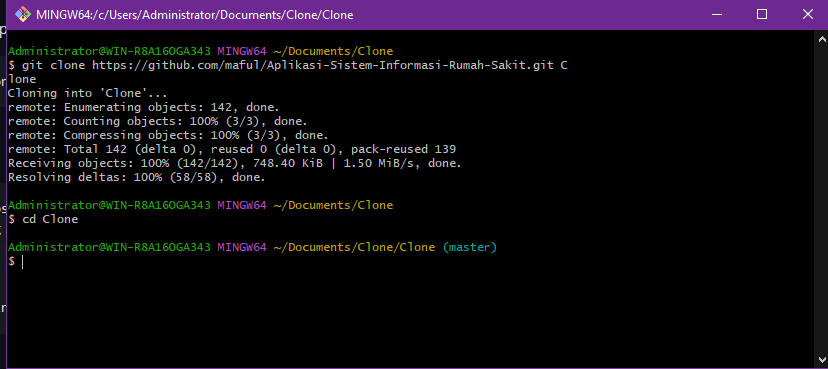 MINGW64:/c/Users/Administrator/Documents/Clone/Clone
Administrator@WIN-R8A16OGA343 MINGW64 ~/Documents/Clone
$ git clone https://github.com/maful/Aplikasi-Sistem-Informasi-Rumah-Sakit.git C
lone
Cloning into 'Clone'...
remote: Enumerating objects: 142, done.
remote: Counting objects: 100% (3/3), done.
remote: Compressing objects: 100% (3/3), done.
remote: Total 142 (delta 0), reused 0 (delta 0), pack-reused 139
Receiving objects: 100% (142/142), 748.40 KiB | 1.50 MiB/s, done.
Resolving deltas: 100% (58/58), done.
Administrator@WIN-R8A16OGA343 MINGW64 ~/Documents/Clone
$ cd Clone
Administrator@WIN-R8A16OGA343 MINGW64 ~/Documents/Clone/Clone (master)
$